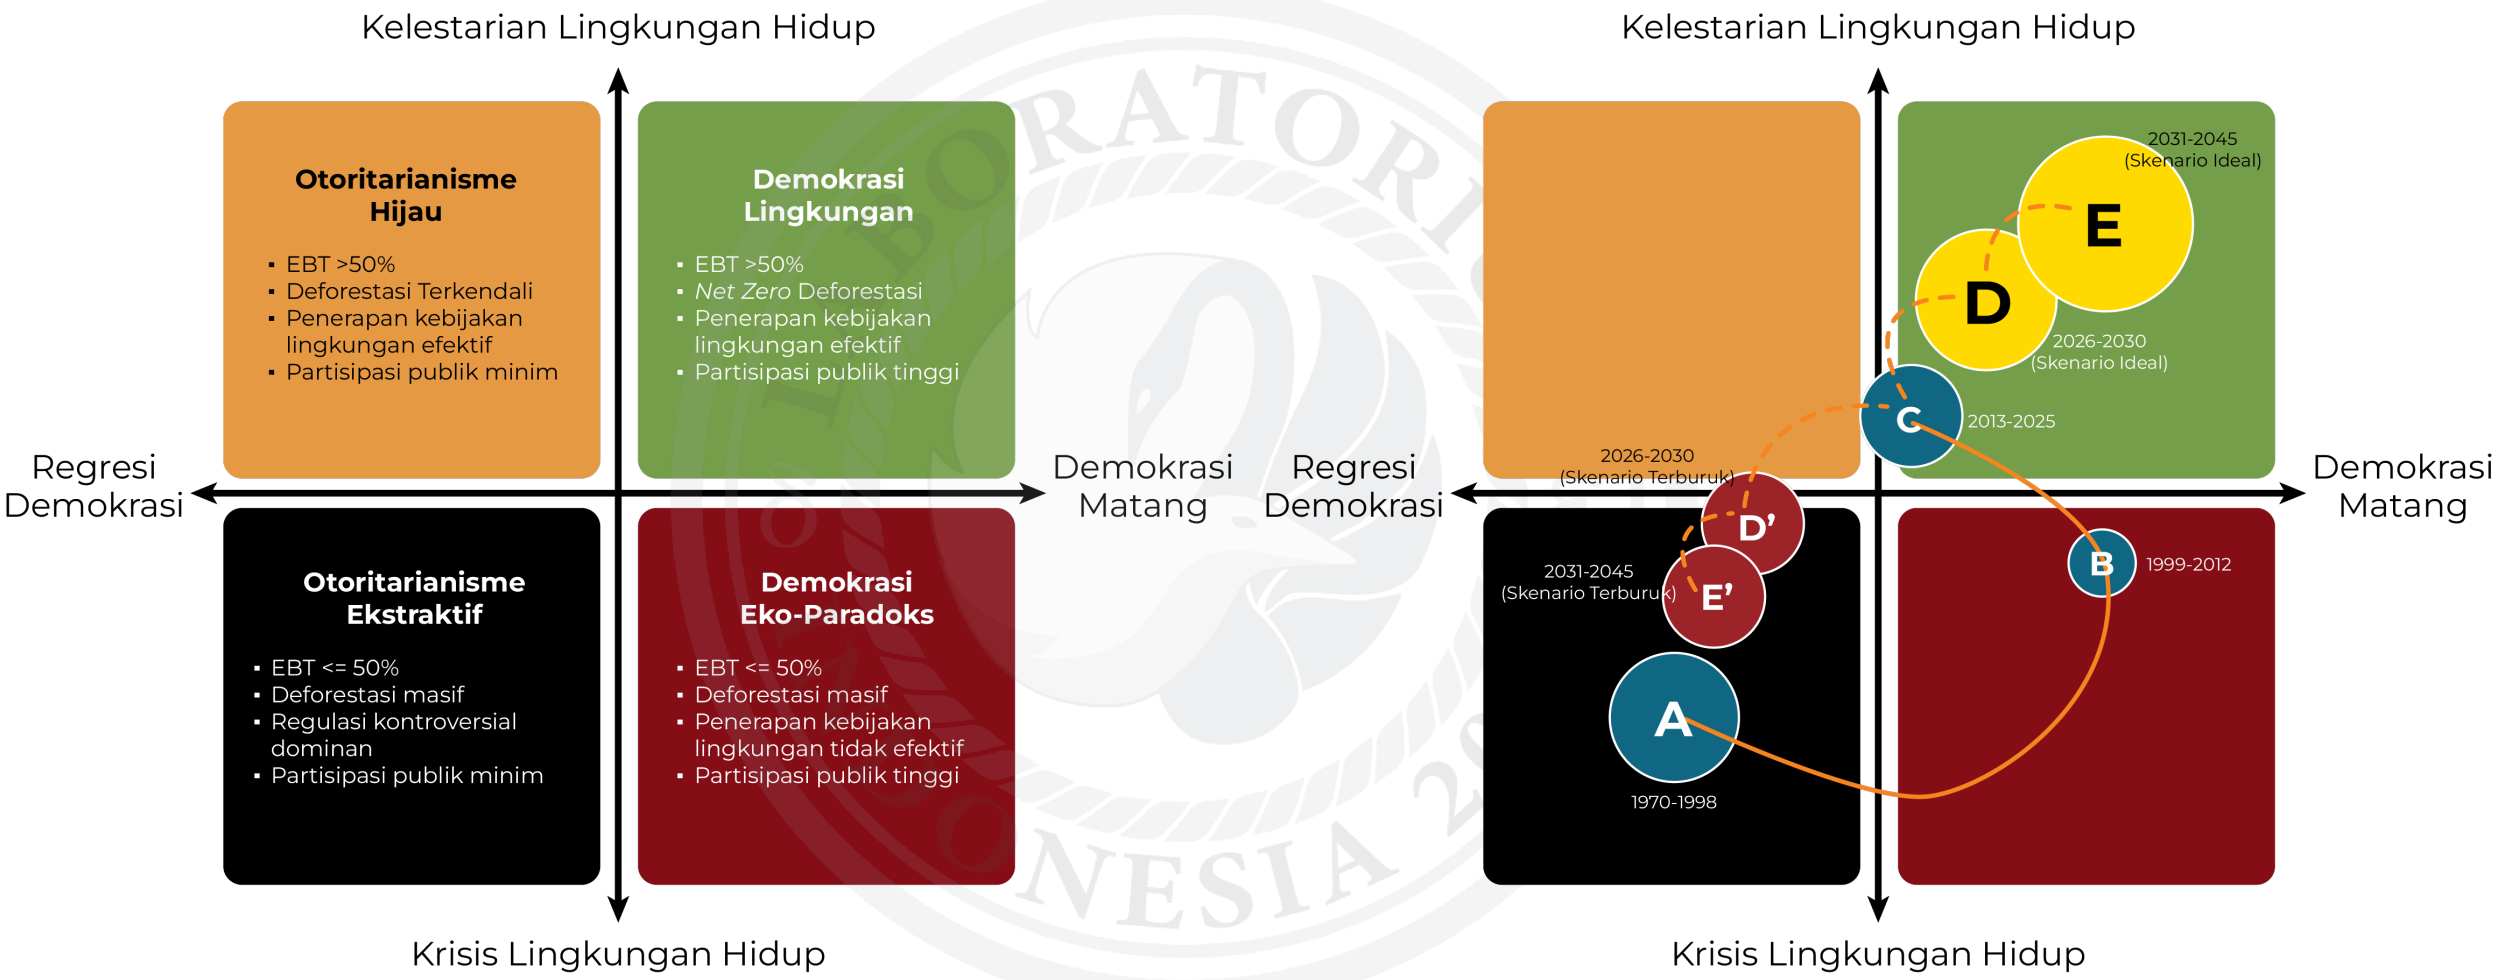 Kelestarian Lingkungan Hidup
Otoritarianisme
Hijau
▪ EBT >50%
▪ Deforestasi Terkendali
▪ Penerapan kebijakan
lingkungan efektif
▪ Partisipasi publik minim
Demokrasi
Lingkungan
▪ EBT >50%
▪ Net Zero Deforestasi
▪ Penerapan kebijakan
lingkungan efektif
▪ Partisipasi publik tinggi
Regresi
Demokrasi
Demokrasi
Matang
Otoritarianisme
Ekstraktif
▪ EBT <= 50%
▪ Deforestasi masif
▪ Regulasi kontroversial
dominan
▪ Partisipasi publik minim
Demokrasi
Eko-Paradoks
▪ EBT <= 50%
▪ Deforestasi masif
▪ Penerapan kebijakan
lingkungan tidak efektif
▪ Partisipasi publik tinggi
Krisis Lingkungan Hidup
Kelestarian Lingkungan Hidup
2031-2045
(Skenario Ideal)
E
D
2026-2030
(Skenario Ideal)
C
2013-2025
2026-2030
(Skenario Terburuk)
Regresi
Demokrasi
Demokrasi
Matang
D’
B
1999-2012
2031-2045
(Skenario Terburuk)
E’
A
1970-1998
Krisis Lingkungan Hidup